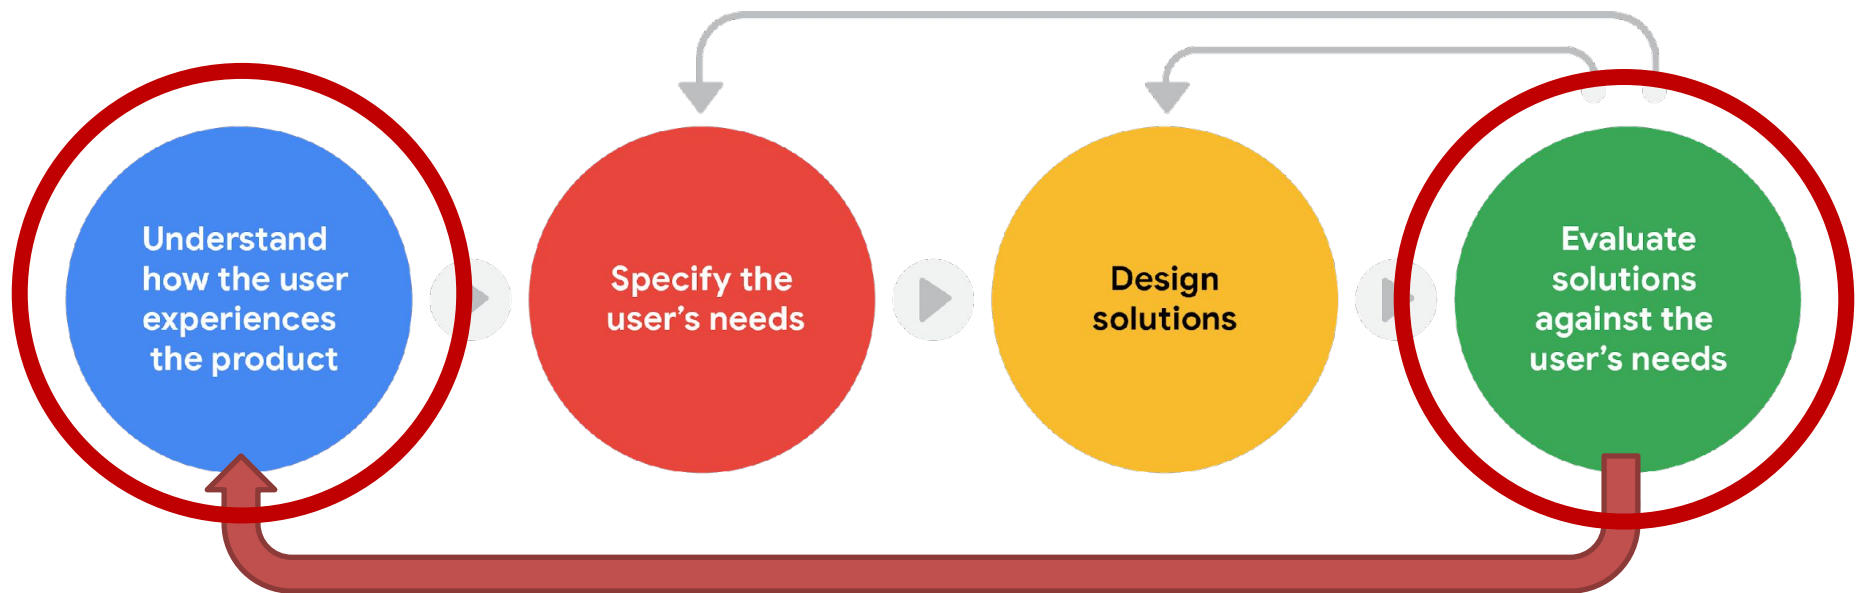 Understand
how the user
experiences
the product
Specify the
user's needs
Design
solutions
Evaluate
solutions
against the
user's needs